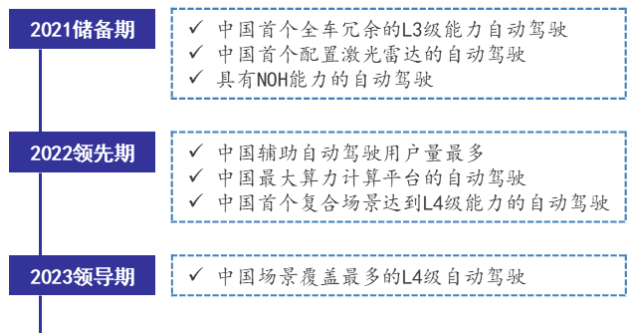 2021储备期
✓ 中国首个全车冗余的L3级能力自动驾驶
✓ 中国首个配置激光雷达的自动驾驶
✓ 具有NOH能力的自动驾驶
2022领先期
✓ 中国辅助自动驾驶用户量最多
✓ 中国最大算力计算平台的自动驾驶
✓ 中国首个复合场景达到L4级能力的自动驾驶
2023领导期
✓ 中国场景覆盖最多的L4级自动驾驶